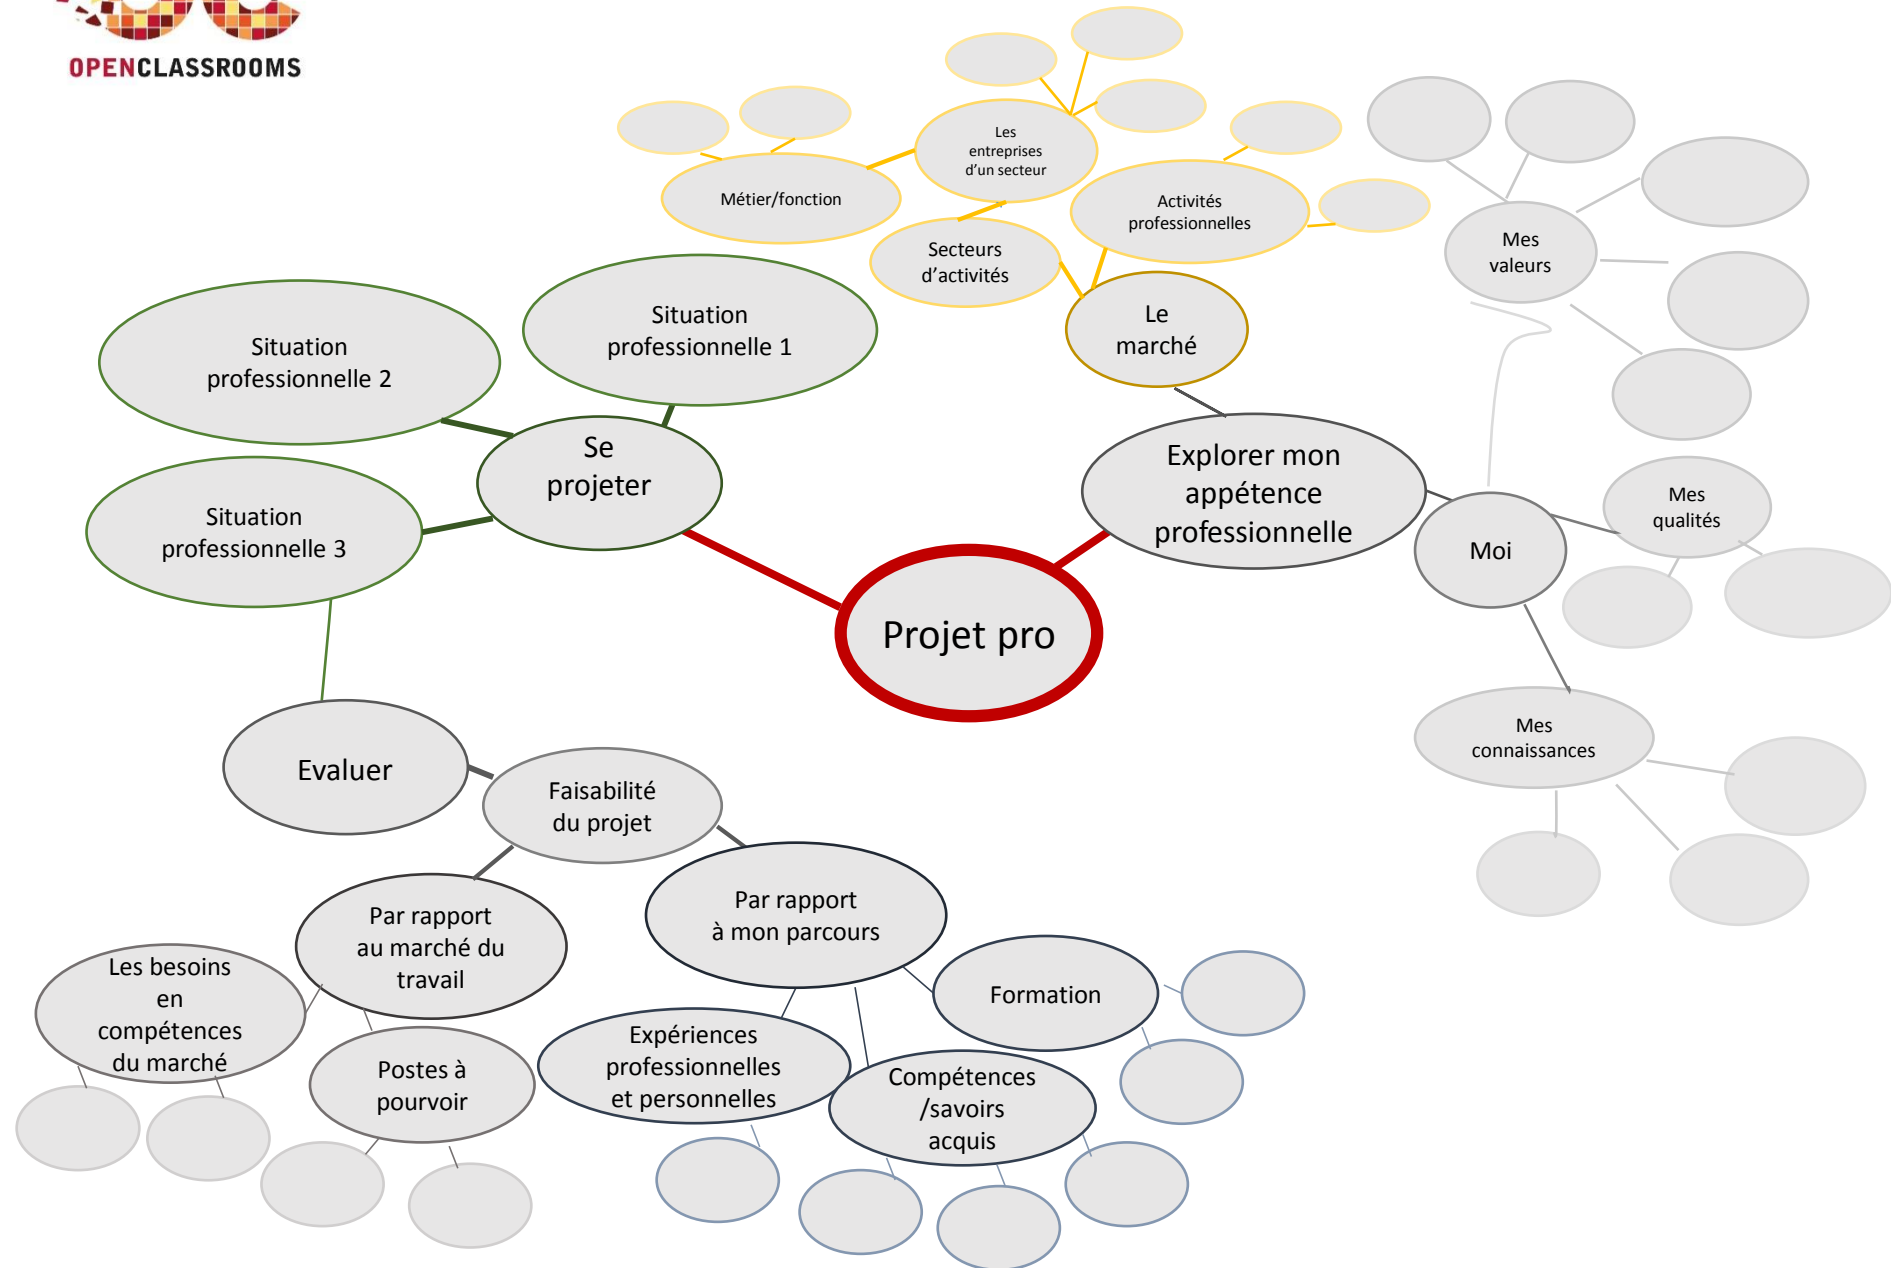 OPENCLASSROOMS
Les
entreprises
d'un secteur
Métier/fonction
Activités
professionnelles
Secteurs
d'activités
Le
marché
Mes
valeurs
Situation
professionnelle 1
Situation
professionnelle 2
Se
projeter
Situation
professionnelle 3
Explorer mon
appétence
professionnelle
Moi
Mes
qualités
Projet pro
Mes
connaissances
Evaluer
Faisabilité
du projet
Par rapport
au marché du
travail
Par rapport
à mon parcours
Les besoins
en
compétences
du marché
Postes à
pourvoir
Expériences
professionnelles
et personnelles
Compétences
/savoirs
acquis
Formation